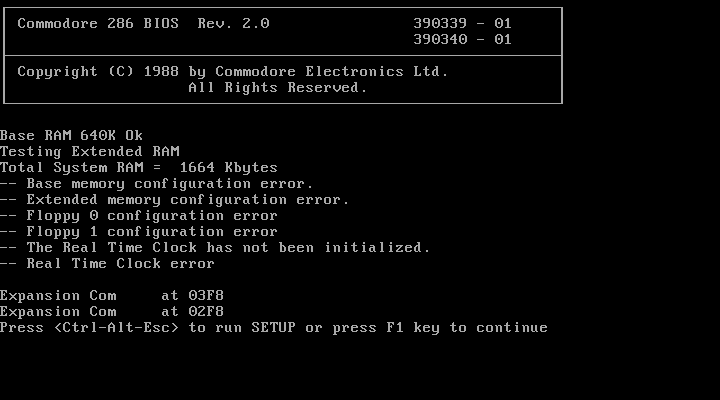 Commodore 286 BIOS  Rev. 2.0                390339 - 01
390340 - 01
Copyright (C) 1988 by Commodore Electronics Ltd.
All Rights Reserved.
Base RAM 640K Ok
Testing Extended RAM
Total System RAM =  1664 Kbytes
-- Base memory configuration error.
-- Extended memory configuration error.
-- Floppy 0 configuration error
-- Floppy 1 configuration error
-- The Real Time Clock has not been initialized.
-- Real Time Clock error
Expansion Com     at 03F8
Expansion Com     at 02F8
Press <Ctrl-Alt-Esc> to run SETUP or press F1 key to continue